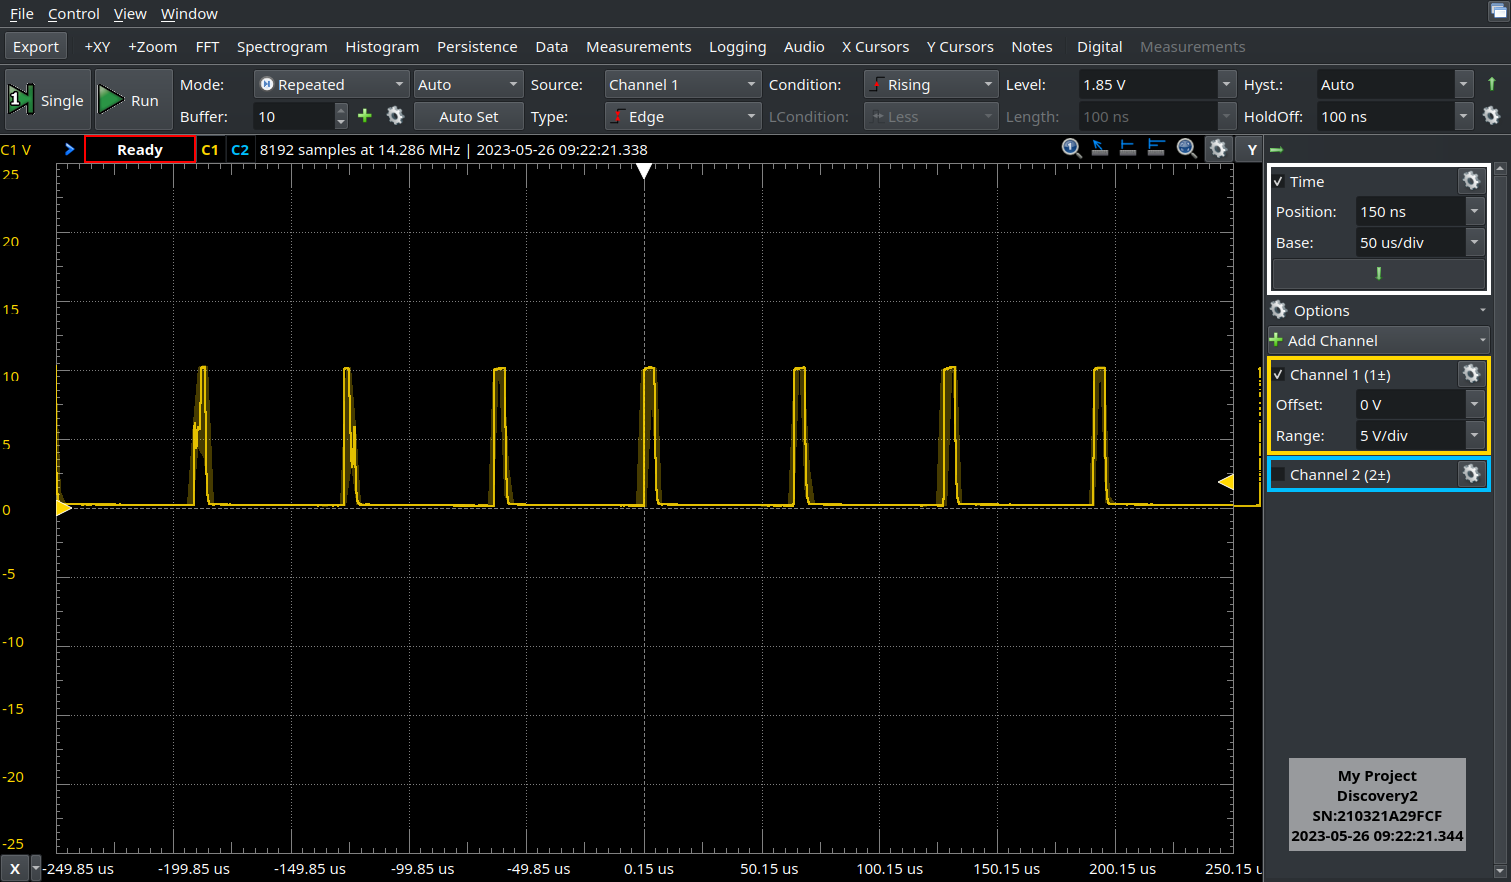 File Control View Window
Export +XY +Zoom FFT Spectrogram Histogram Persistence Data Measurements Logging Audio X Cursors Y Cursors Notes Digital Measurements
1 Single Run Mode: Repeated Auto Source: Channel 1 Condition: Rising Level: 1.85 V Hyst.: Auto
Buffer: 10 Auto Set Type: Edge LCondition: Less Length: 100 ns HoldOff: 100 ns
C1 V Ready C1 C2 8192 samples at 14.286 MHz | 2023-05-26 09:22:21.338 Y
25
20
15
10
5
0
-5
-10
-15
-20
-25
X -249.85 us -199.85 us -149.85 us -99.85 us -49.85 us 0.15 us 50.15 us 100.15 us 150.15 us 200.15 us 250.15 u
Time
Position: 150 ns
Base: 50 us/div
Options
Add Channel
Channel 1 (1±)
Offset: 0 V
Range: 5 V/div
Channel 2 (2±)
My Project
Discovery2
SN:210321A29FCF
2023-05-26 09:22:21.344